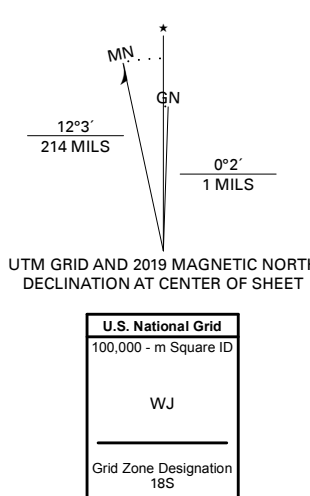 ★
MN
GN
12°3´
214 MILS
0°2´
1 MILS
UTM GRID AND 2019 MAGNETIC NORTH
DECLINATION AT CENTER OF SHEET
U.S. National Grid
100,000 - m Square ID
WJ
Grid Zone Designation
18S